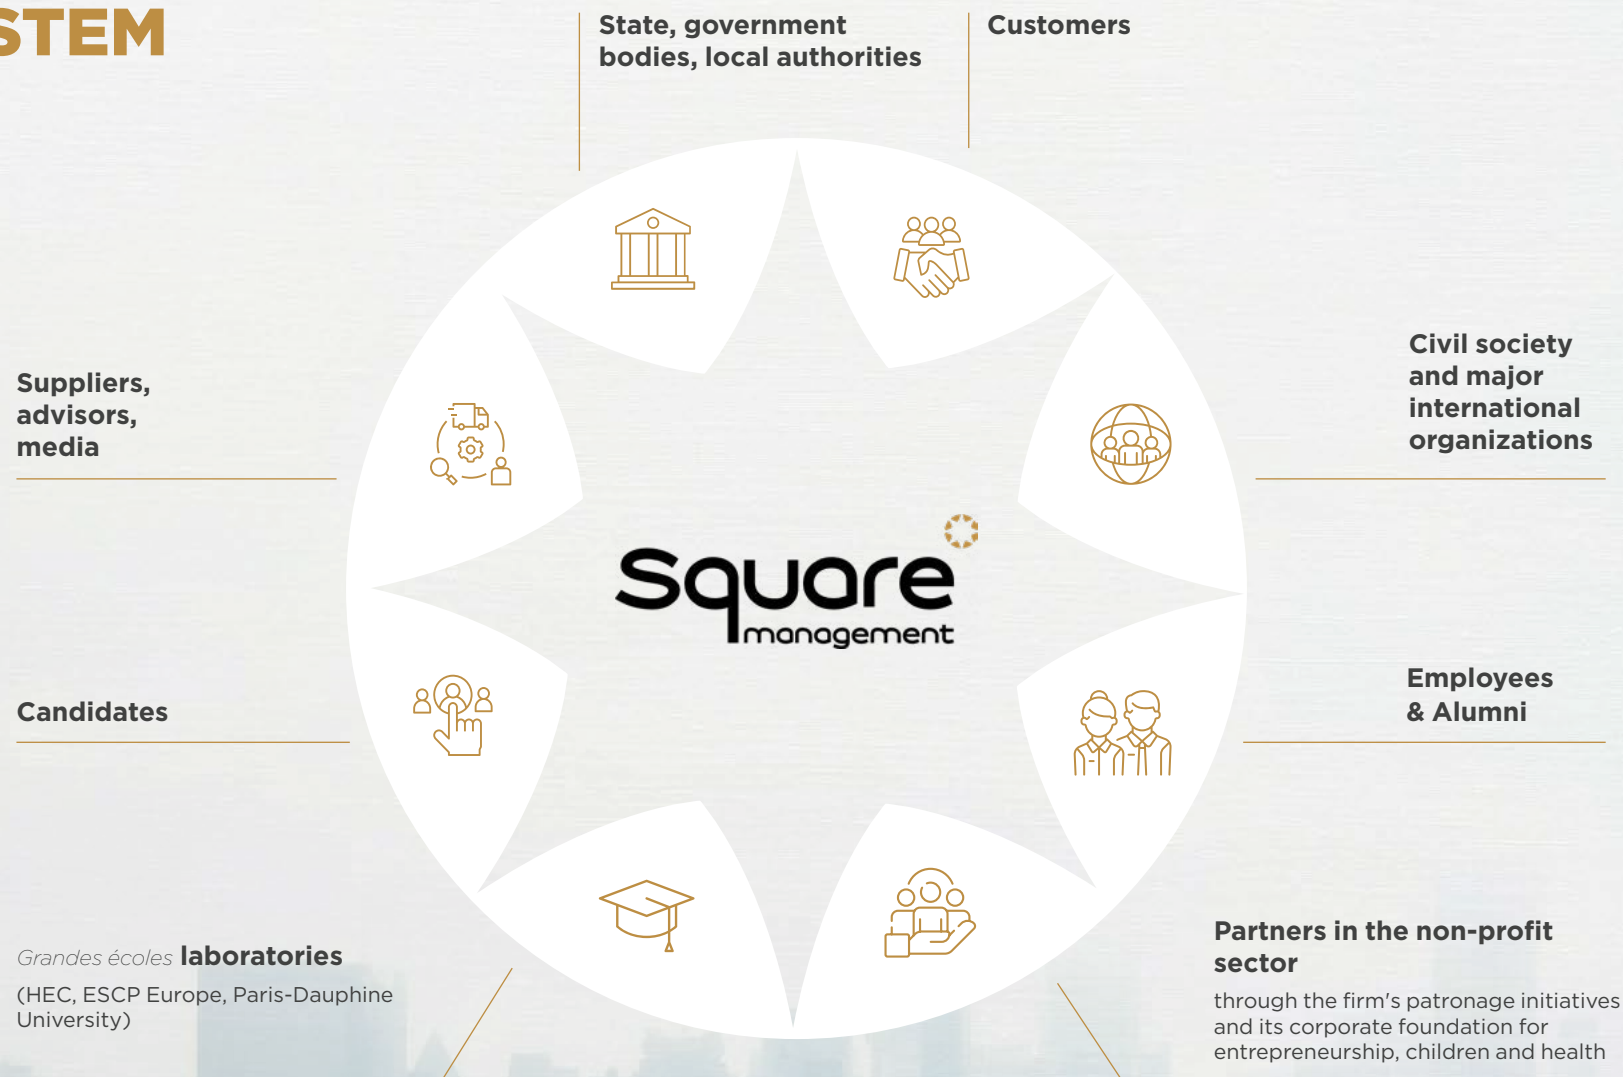 STEM
State, government
bodies, local authorities
Customers
Civil society
and major
international
organizations
Suppliers,
advisors,
media
Square
management
Employees
& Alumni
Candidates
Partners in the non-profit
sector
through the firm's patronage initiatives
and its corporate foundation for
entrepreneurship, children and health
Grandes écoles laboratories
(HEC, ESCP Europe, Paris-Dauphine
University)